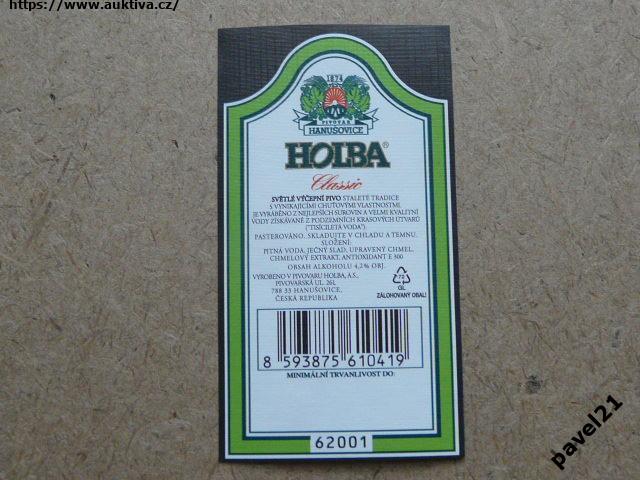 https://www.auktiva.cz/
1874
PIVOVAR
HANUŠOVICE
HOLBA®
Classic
SVĚTLÉ VÝČEPNÍ PIVO STALETÉ TRADICE
S VYNIKAJÍCÍMI CHUŤOVÝMI VLASTNOSTMI,
JE VYRÁBĚNO Z NEJLEPŠÍCH SUROVIN A VELMI KVALITNÍ
VODY ZÍSKÁVANÉ Z PODZEMNÍCH KRASOVÝCH ÚTVARŮ
("TISÍCILETÁ VODA").
PASTEROVÁNO. SKLADUJTE V CHLADU A TEMNU.
SLOŽENÍ:
PITNÁ VODA, JEČNÝ SLAD, UPRAVENÝ CHMEL,
CHMELOVÝ EXTRAKT, ANTIOXIDANT E 300
OBSAH ALKOHOLU 4,2% OBJ.
VYROBENO V PIVOVARU HOLBA, A.S.,
PIVOVARSKÁ UL. 261,
788 33 HANUŠOVICE,
ČESKÁ REPUBLIKA
72
GL
ZÁLOHOVANÝ OBAL!
8 593875 610419
MINIMÁLNÍ TRVANLIVOST DO:
62001
pavel21